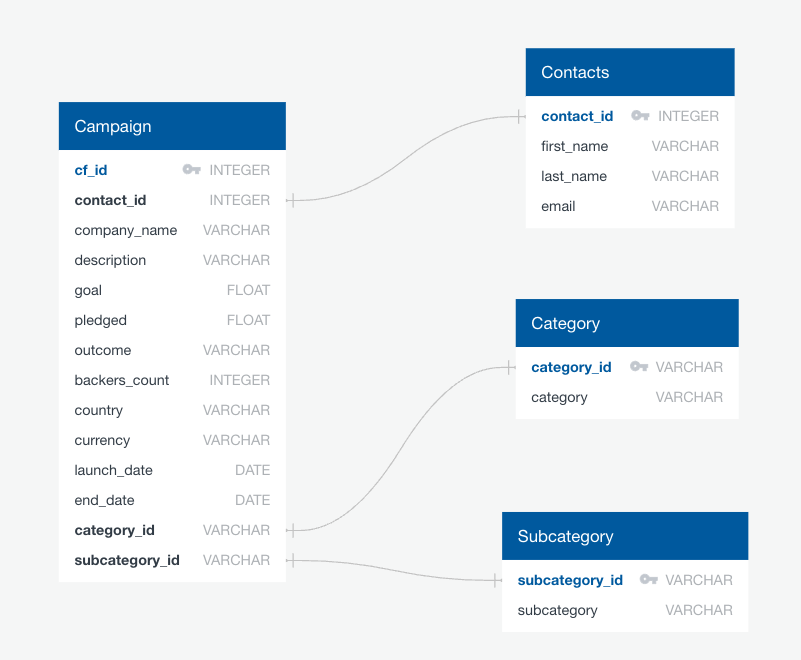 Campaign
cf_id INTEGER
contact_id INTEGER
company_name VARCHAR
description VARCHAR
goal FLOAT
pledged FLOAT
outcome VARCHAR
backers_count INTEGER
country VARCHAR
currency VARCHAR
launch_date DATE
end_date DATE
category_id VARCHAR
subcategory_id VARCHAR
Contacts
contact_id INTEGER
first_name VARCHAR
last_name VARCHAR
email VARCHAR
Category
category_id VARCHAR
category VARCHAR
Subcategory
subcategory_id VARCHAR
subcategory VARCHAR